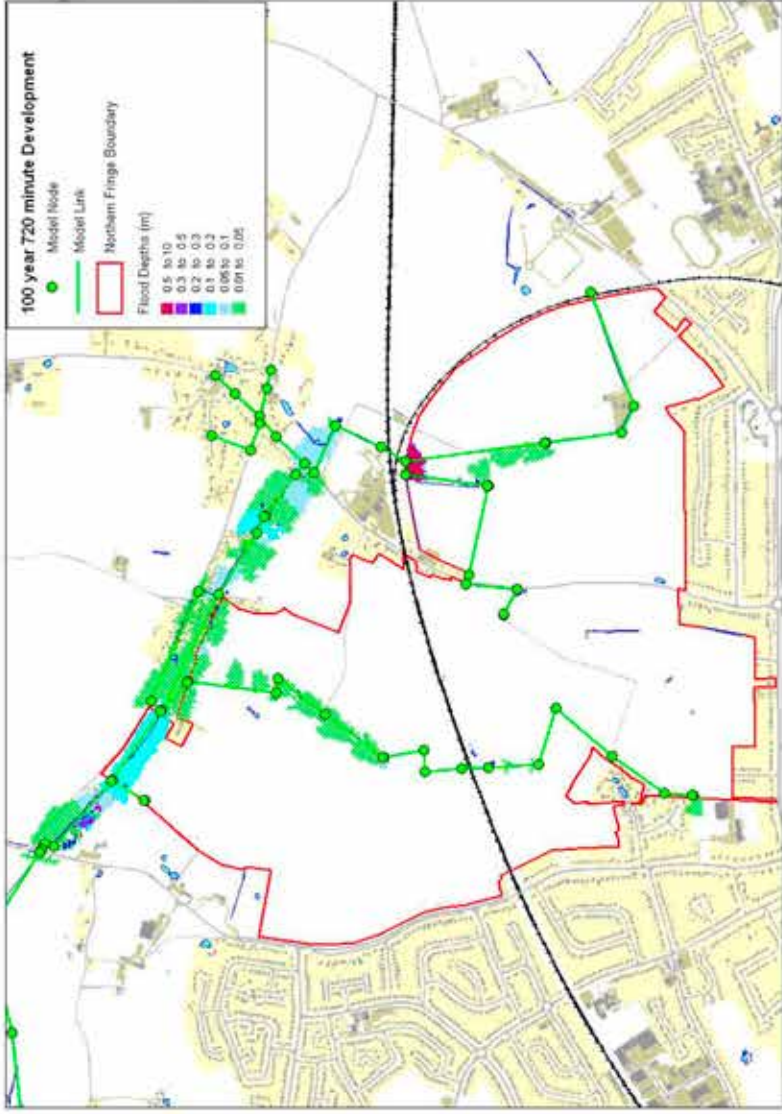 100 year 720 minute Development
Model Node
Model Link
Northern Fringe Boundary
Flood Depths (m)
0.5 to 10
0.3 to 0.5
0.2 to 0.3
0.1 to 0.2
0.05 to 0.1
0.01 to 0.05